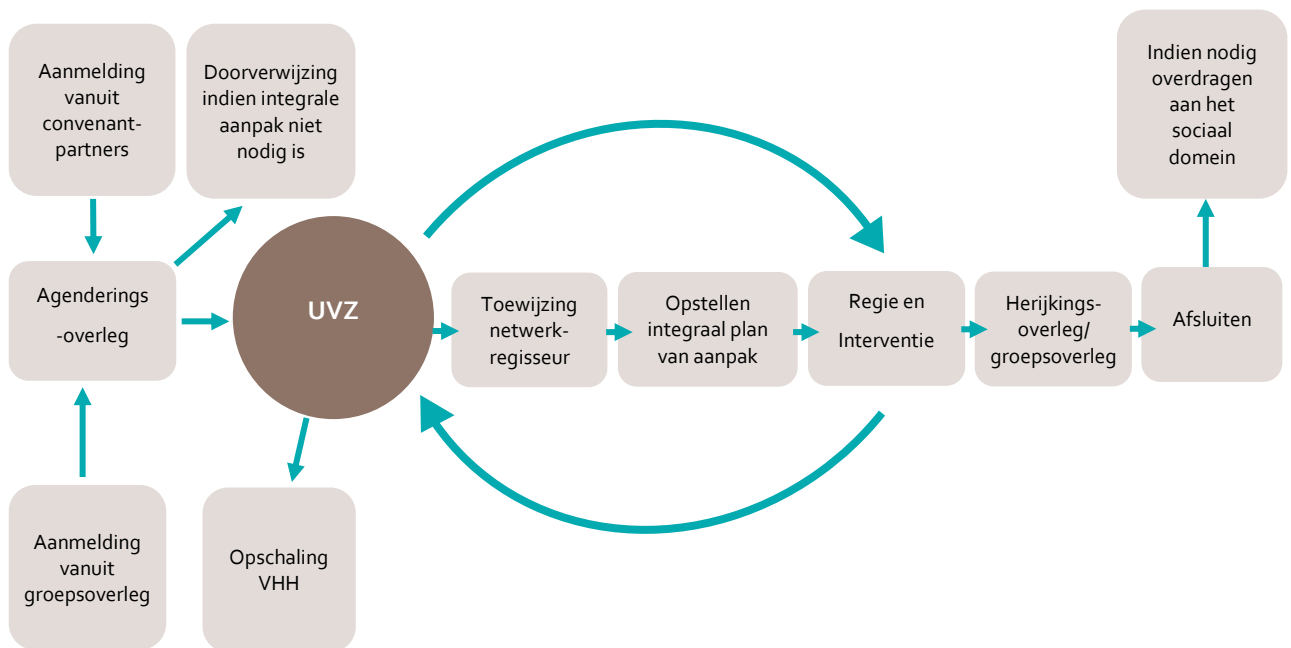 Aanmelding
vanuit
convenant-
partners
Doorverwijzing
indien integrale
aanpak niet
nodig is
Indien nodig
overdragen
aan het
sociaal
domein
Agenderings
-overleg
UVZ
Toewijzing
netwerk-
regisseur
Opstellen
integraal plan
van aanpak
Regie en
Interventie
Herijkings-
overleg/
groepsoverleg
Afsluiten
Aanmelding
vanuit
groepsoverleg
Opschaling
VHH